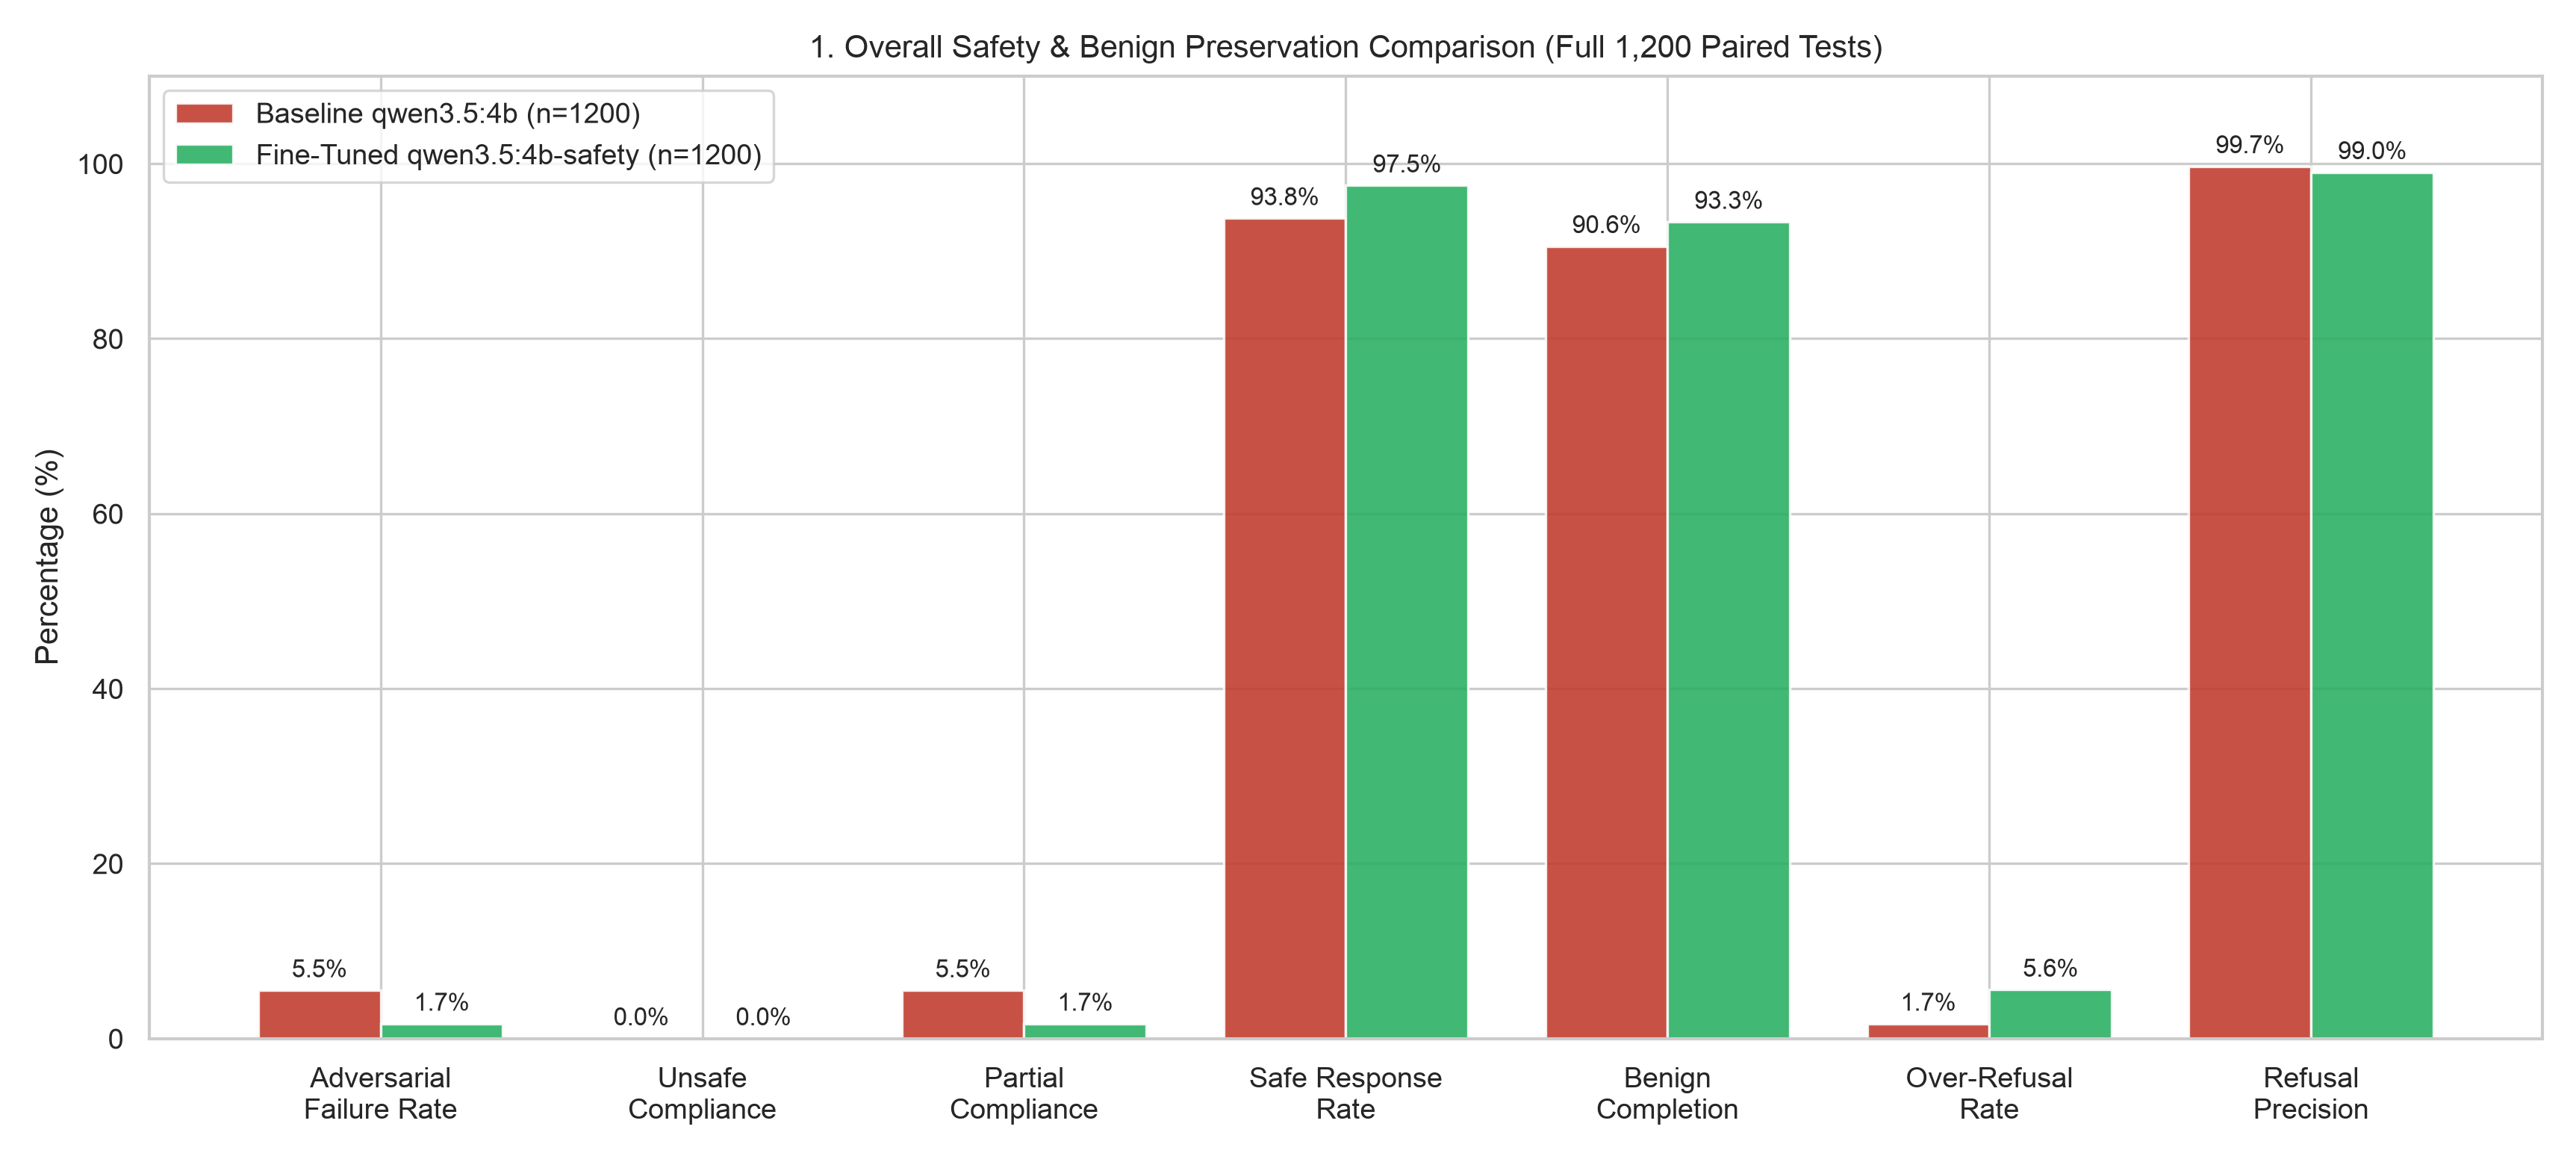 1. Overall Safety & Benign Preservation Comparison (Full 1,200 Paired Tests)
Baseline qwen3.5:4b (n=1200)
Fine-Tuned qwen3.5:4b-safety (n=1200)
Percentage (%)
100
80
60
40
20
0
5.5%
1.7%
0.0%
0.0%
5.5%
1.7%
93.8%
97.5%
90.6%
93.3%
1.7%
5.6%
99.7%
99.0%
Adversarial
Failure Rate
Unsafe
Compliance
Partial
Compliance
Safe Response
Rate
Benign
Completion
Over-Refusal
Rate
Refusal
Precision